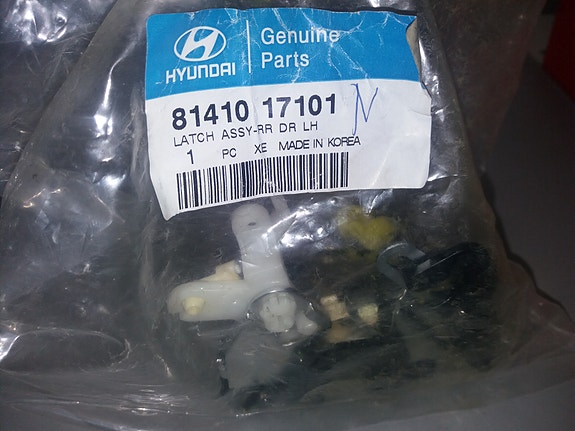 HYUNDAI
Genuine
Parts
81410 17101 N
LATCH ASSY-RR DR LH
1 PC XE MADE IN KOREA